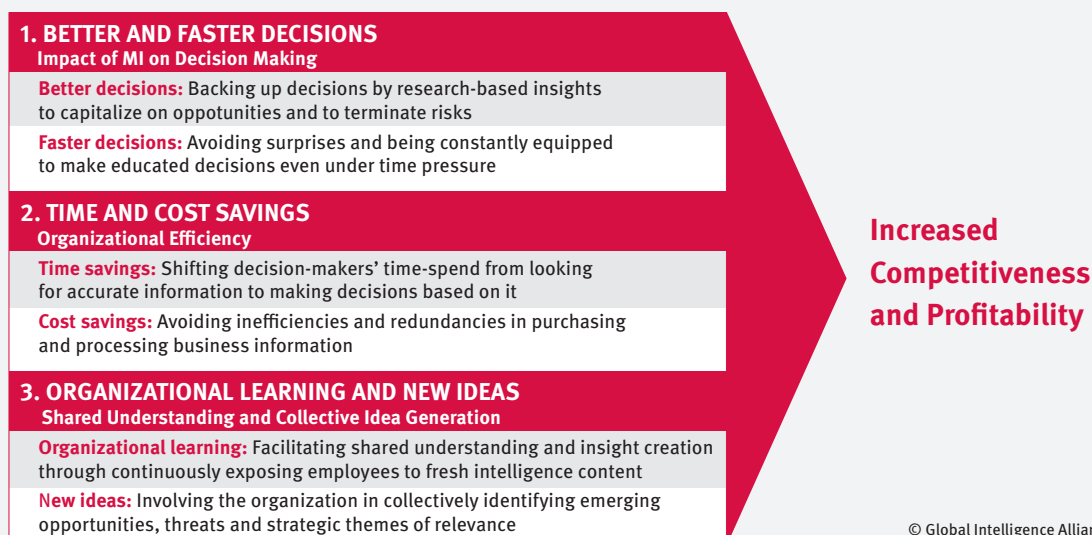 1. BETTER AND FASTER DECISIONS
Impact of MI on Decision Making
Better decisions: Backing up decisions by research-based insights
to capitalize on oppotunities and to terminate risks
Faster decisions: Avoiding surprises and being constantly equipped
to make educated decisions even under time pressure
2. TIME AND COST SAVINGS
Organizational Efficiency
Time savings: Shifting decision-makers' time-spend from looking
for accurate information to making decisions based on it
Cost savings: Avoiding inefficiencies and redundancies in purchasing
and processing business information
3. ORGANIZATIONAL LEARNING AND NEW IDEAS
Shared Understanding and Collective Idea Generation
Organizational learning: Facilitating shared understanding and insight creation
through continuously exposing employees to fresh intelligence content
New ideas: Involving the organization in collectively identifying emerging
opportunities, threats and strategic themes of relevance
Increased
Competitiveness
and Profitability
© Global Intelligence Allian